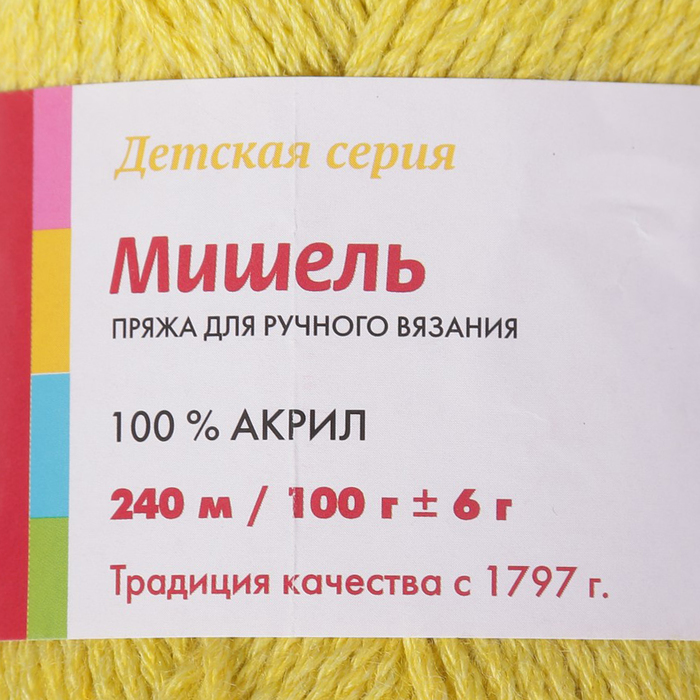 Детская серия
Мишель
ПРЯЖА ДЛЯ РУЧНОГО ВЯЗАНИЯ
100 % АКРИЛ
240 м / 100 г ± 6 г
Традиция качества с 1797 г.